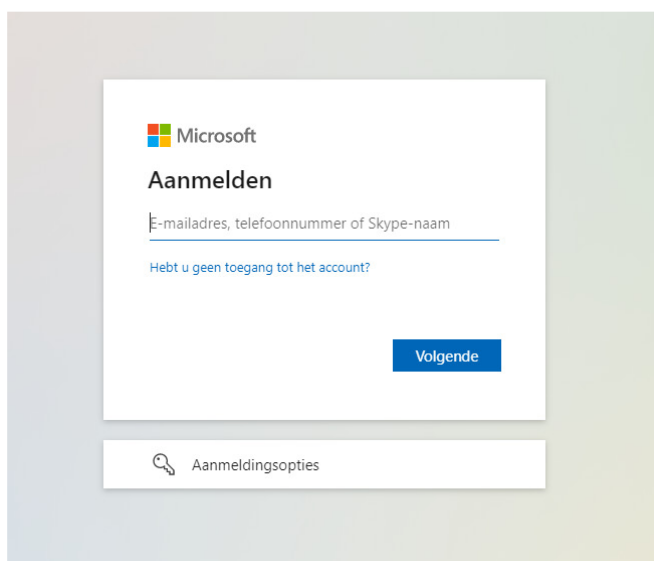 Microsoft
Aanmelden
E-mailadres, telefoonnummer of Skype-naam
Hebt u geen toegang tot het account?
Volgende
Aanmeldingsopties